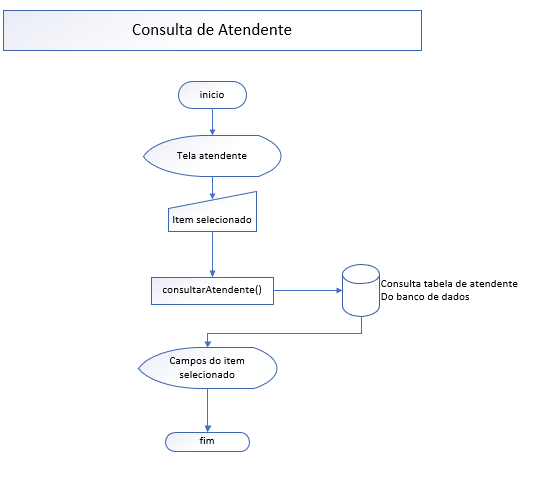 Consulta de Atendente
inicio
Tela atendente
Item selecionado
consultarAtendente()
Consulta tabela de atendente
Do banco de dados
Campos do item
selecionado
fim